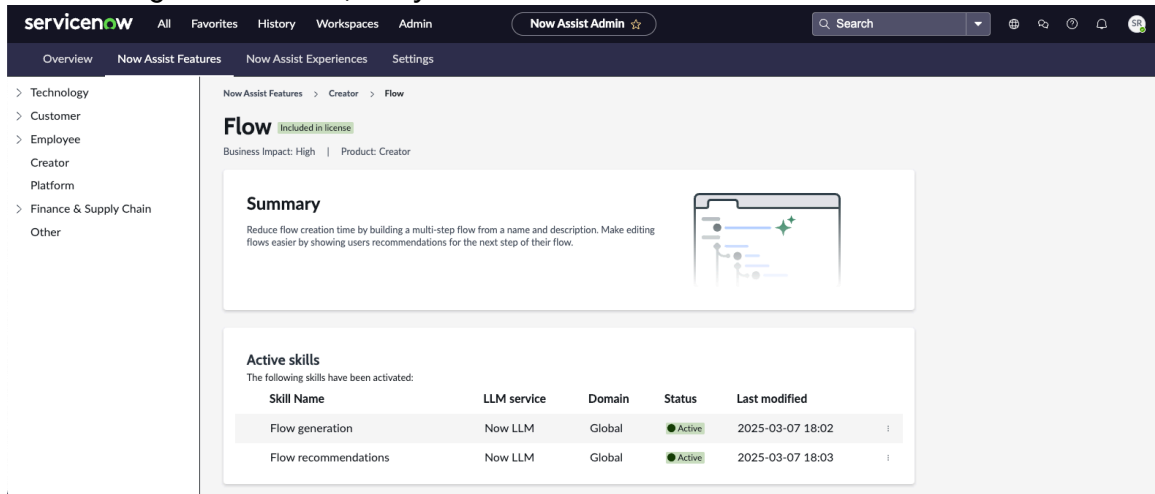 servicenow All Favorites History Workspaces Admin Now Assist Admin Search SR
Overview Now Assist Features Now Assist Experiences Settings
Technology
Customer
Employee
Creator
Platform
Finance & Supply Chain
Other
Now Assist Features > Creator > Flow
Flow Included in license
Business Impact: High | Product: Creator
Summary
Reduce flow creation time by building a multi-step flow from a name and description. Make editing
flows easier by showing users recommendations for the next step of their flow.
Active skills
The following skills have been activated:
Skill Name LLM service Domain Status Last modified
Flow generation Now LLM Global Active 2025-03-07 18:02
Flow recommendations Now LLM Global Active 2025-03-07 18:03